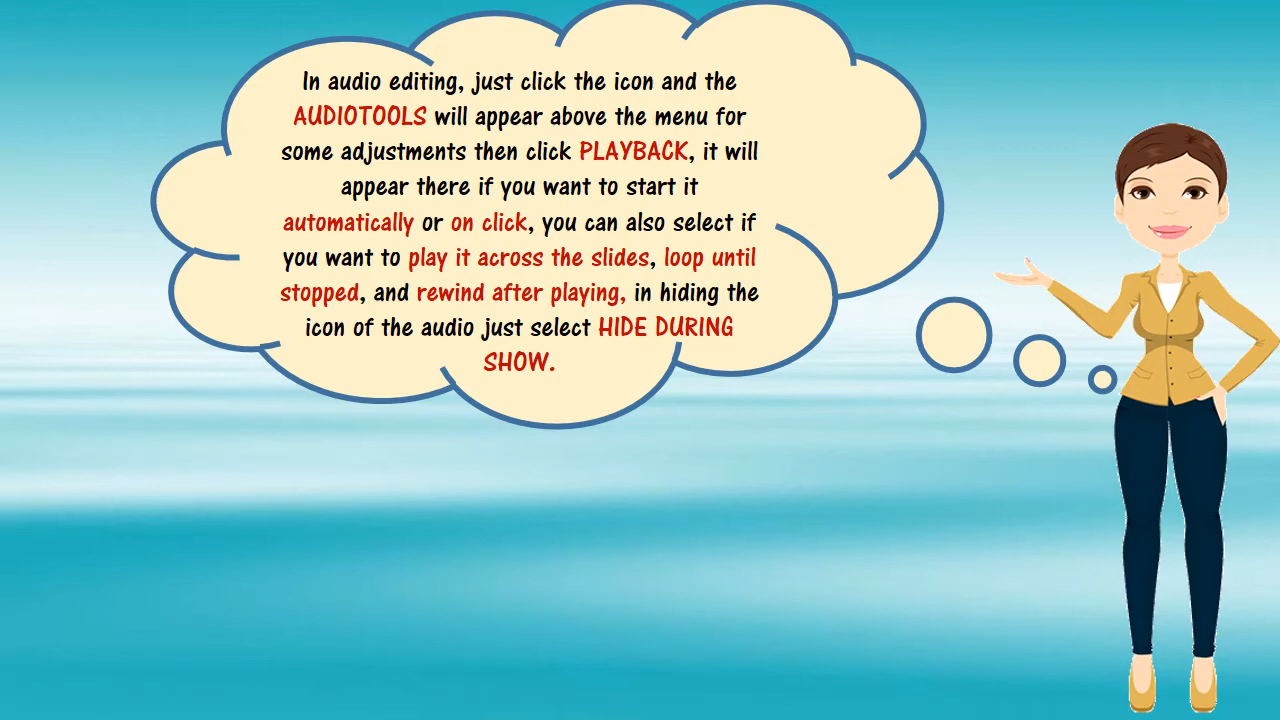 In audio editing, just click the icon and the
AUDIOTOOLS will appear above the menu for
some adjustments then click PLAYBACK, it will
appear there if you want to start it
automatically or on click, you can also select if
you want to play it across the slides, loop until
stopped, and rewind after playing, in hiding the
icon of the audio just select HIDE DURING
SHOW.